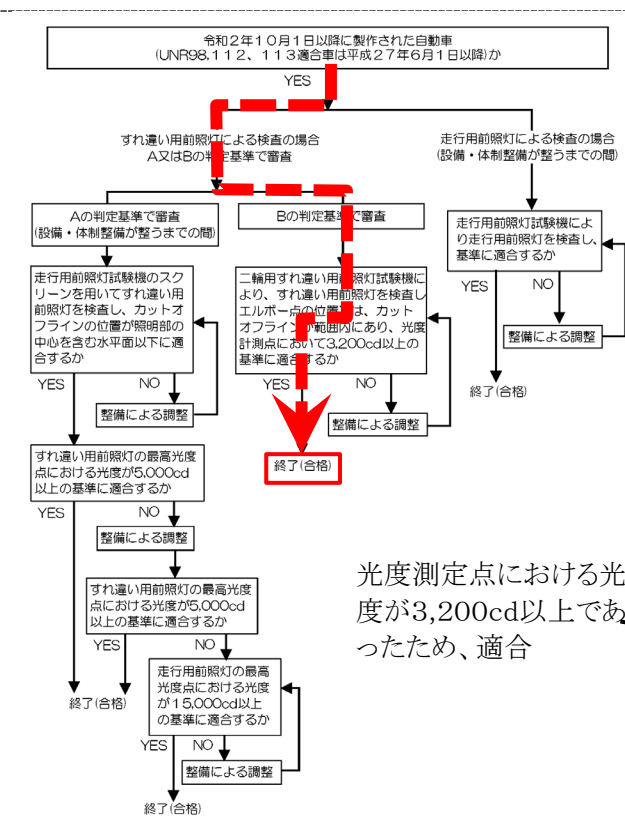 令和２年１０月１日以降に製作された自動車
(UNR98,１１２、１１３適合車は平成２７年６月１日以降)か
YES
すれ違い用前照灯による検査の場合
A又はBの判定基準で審査
走行用前照灯による検査の場合
(設備・体制整備が整うまでの間)
Aの判定基準で審査
(設備・体制整備が整うまでの間)
Bの判定基準で審査
走行用前照灯試験機によ
り走行用前照灯を検査し、
基準に適合するか
YES
NO
整備による調整
終了(合格)
走行用前照灯試験機のスク
リーンを用いてすれ違い用
前照灯を検査し、カットオ
フラインの位置が照明部の
中心を含む水平面以下に適
合するか
YES
NO
整備による調整
二輪用すれ違い用前照灯試験機に
より、すれ違い用前照灯を検査し
エルボー点の位置は、カット
オフラインが範囲内にあり、光度
計測点において3,200cd以上の
基準に適合するか
YES
NO
整備による調整
終了(合格)
すれ違い用前照灯の最高光度
点における光度が5,000cd
以上の基準に適合するか
YES
NO
整備による調整
すれ違い用前照灯の最高光度
点における光度が5,000cd
以上の基準に適合するか
YES
NO
終了(合格)
走行用前照灯の最高
光度点における光度
が１5,000cd以上
の基準に適合するか
YES
NO
整備による調整
終了(合格)
光度測定点における光
度が3,200cd以上であ
ったため、適合